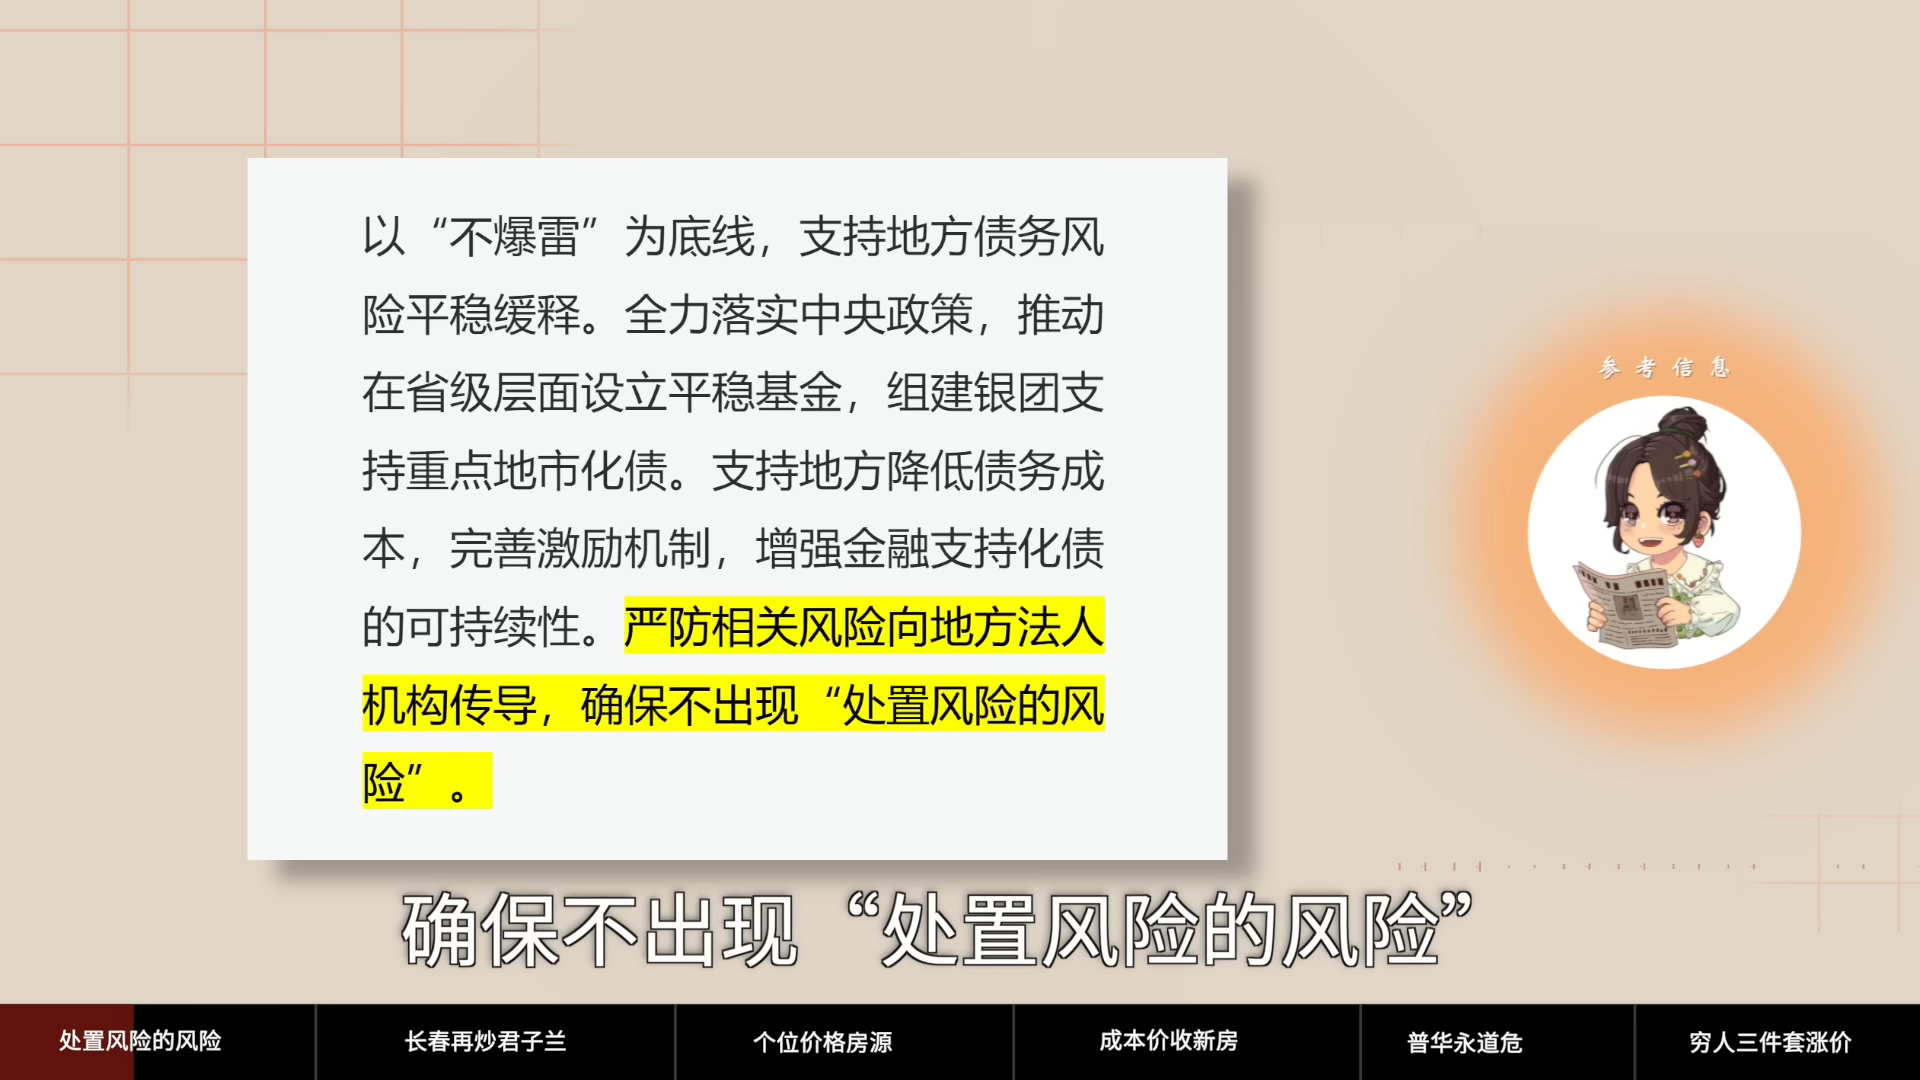 以“不爆雷”为底线，支持地方债务风
险平稳缓释。全力落实中央政策，推动
在省级层面设立平稳基金，组建银团支
持重点地市化债。支持地方降低债务成
本，完善激励机制，增强金融支持化债
的可持续性。严防相关风险向地方法人
机构传导，确保不出现“处置风险的风
险”。
参考信息
确保不出现“处置风险的风险”
处置风险的风险
长春再炒君子兰
个位价格房源
成本价收新房
普华永道危
穷人三件套涨价